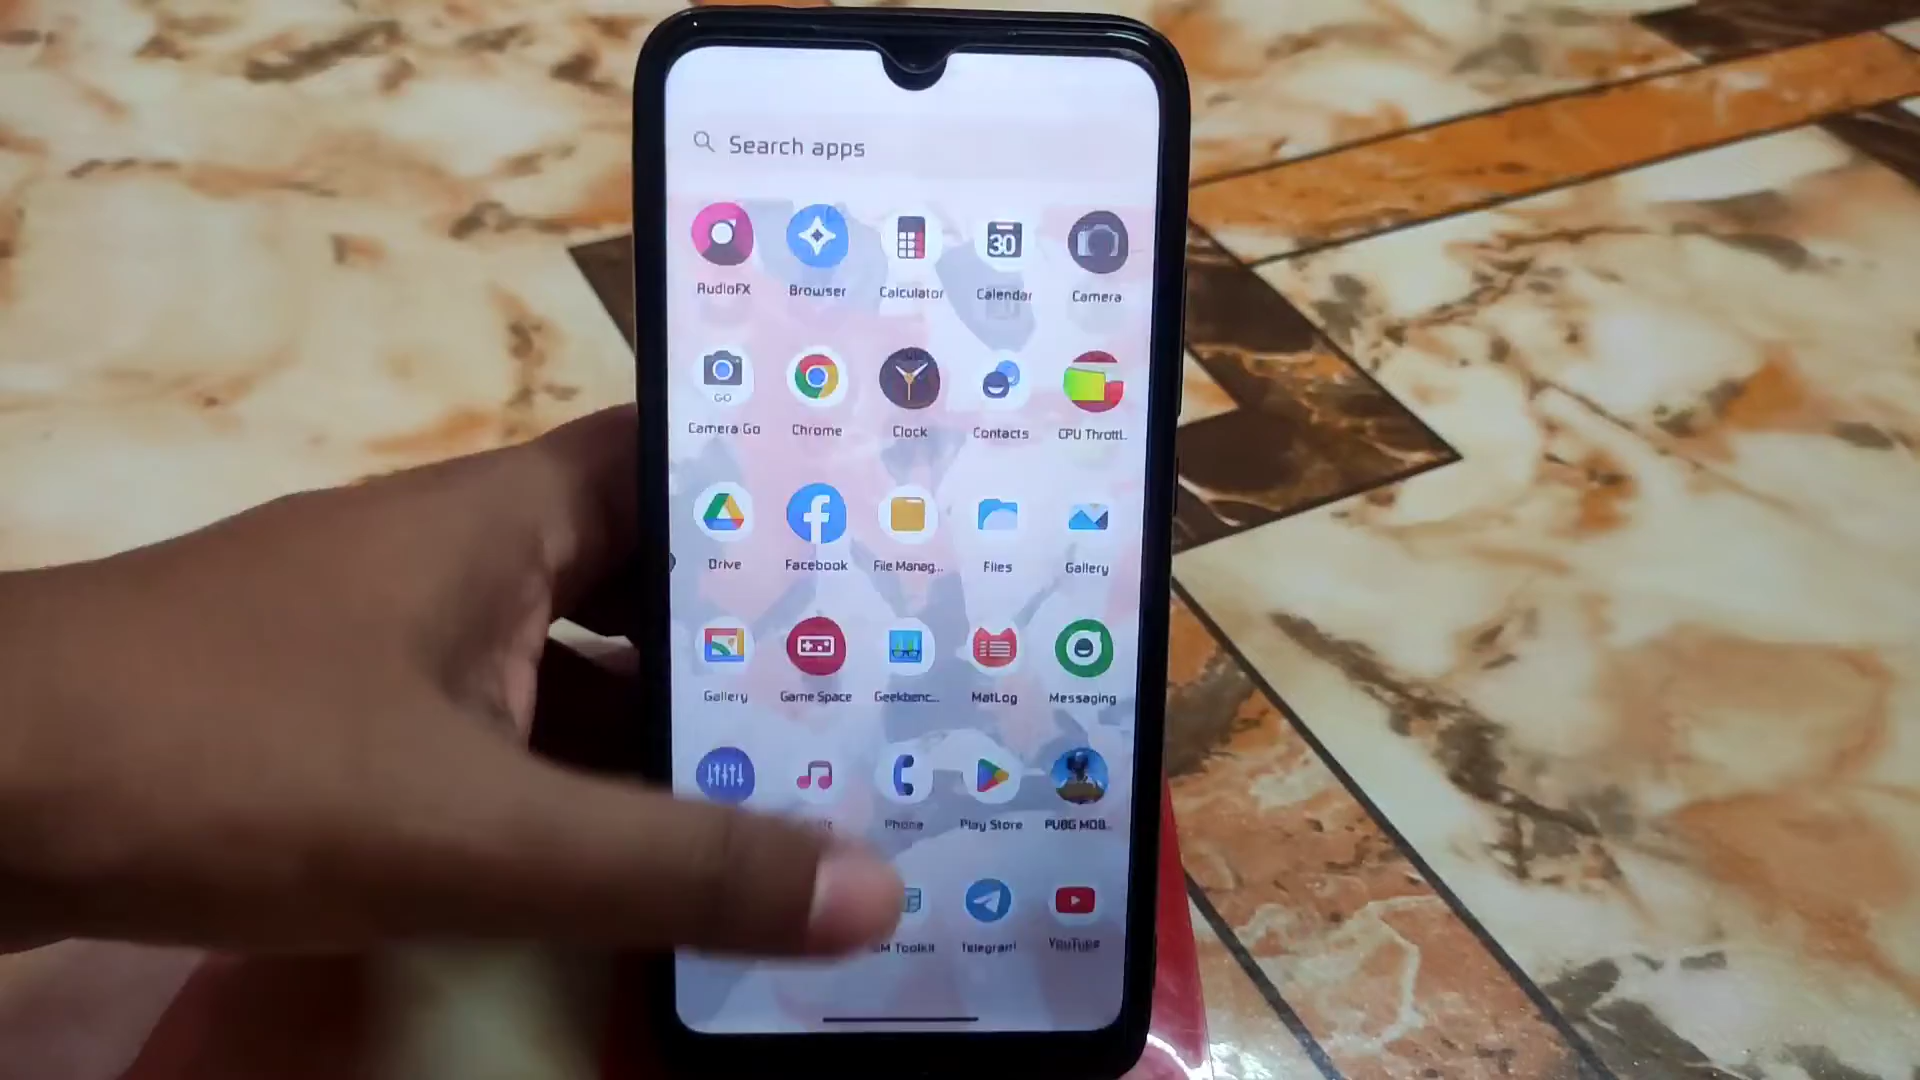 Search apps
AudioFX Browser Calculator Calendar Camera
30
GO
Camera Go Chrome Clock Contacts CPU Throttl..
Drive Facebook File Manag... Files Gallery
Gallery Game Space Geekbenc... MatLog Messaging
Phone Play Store PUBG MOB..
Toolkit Telegram YouTube